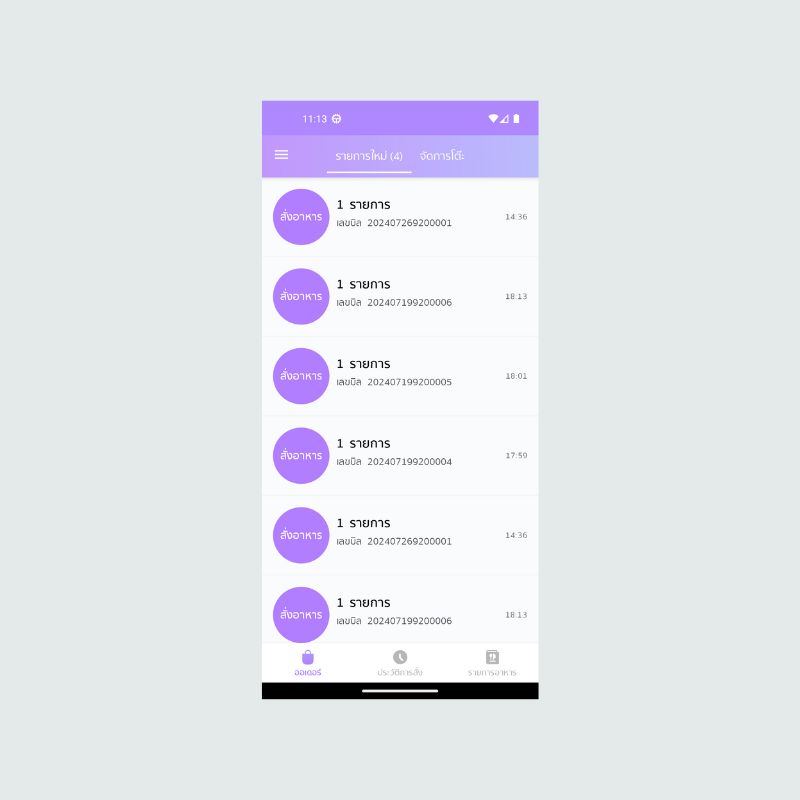 11:13
รายการใหม่ (4) จัดการโต๊ะ
สั่งอาหาร
1 รายการ
เลขบิล 202407269200001
14:36
สั่งอาหาร
1 รายการ
เลขบิล 202407199200006
18:13
สั่งอาหาร
1 รายการ
เลขบิล 202407199200005
18:01
สั่งอาหาร
1 รายการ
เลขบิล 202407199200004
17:59
สั่งอาหาร
1 รายการ
เลขบิล 202407269200001
14:36
สั่งอาหาร
1 รายการ
เลขบิล 202407199200006
18:13
ออเดอร์ ประวัติการสั่ง รายการอาหาร